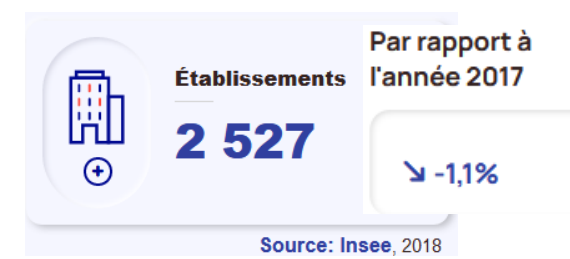 Établissements
2 527
Source: Insee, 2018
Par rapport à
l'année 2017
↘ -1,1%